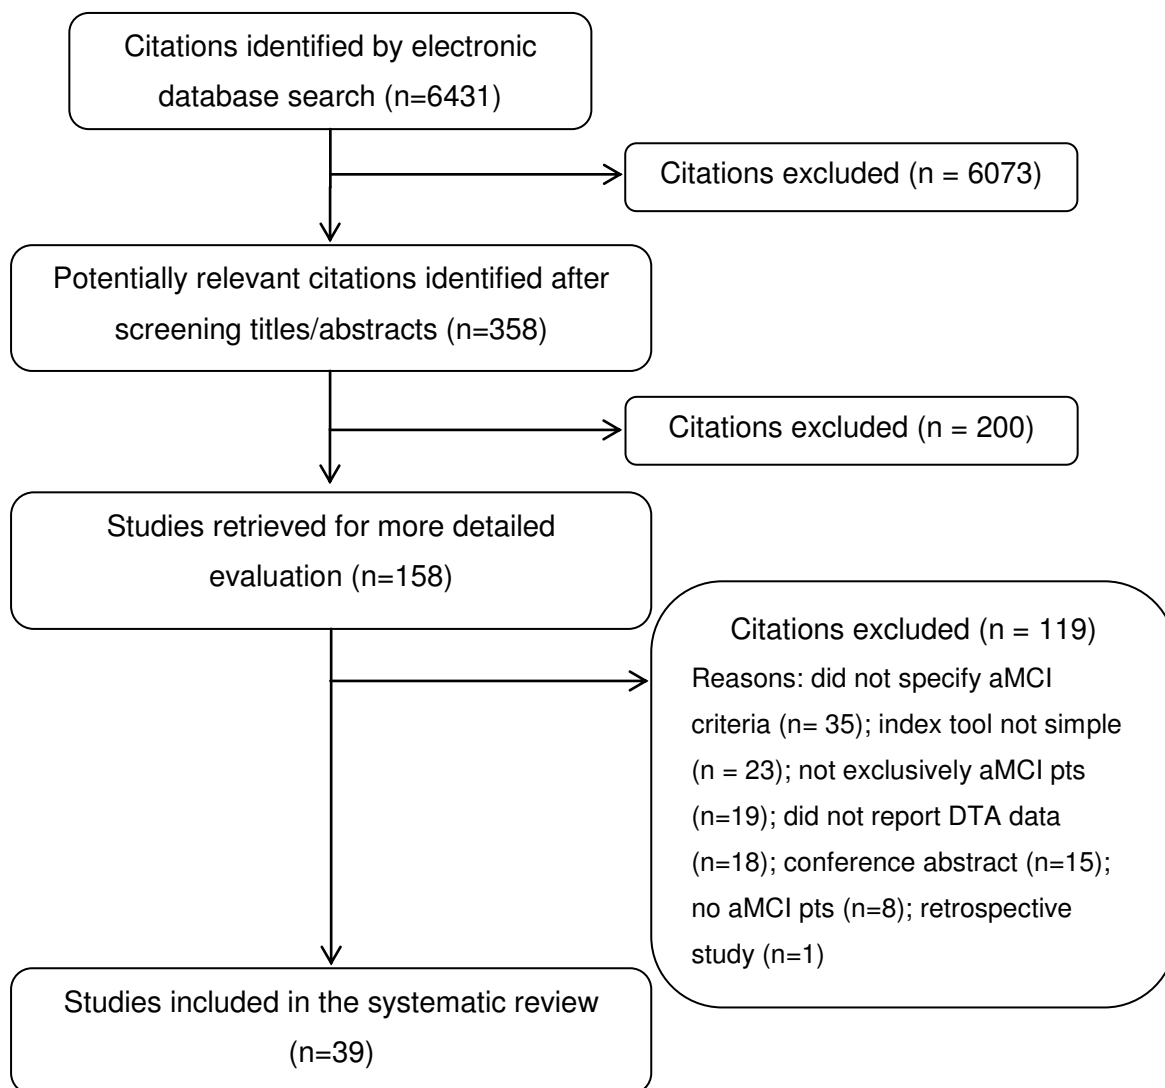 Citations identified by electronic
database search (n=6431)
Citations excluded (n = 6073)
Potentially relevant citations identified after
screening titles/abstracts (n=358)
Citations excluded (n = 200)
Studies retrieved for more detailed
evaluation (n=158)
Citations excluded (n = 119)
Reasons: did not specify aMCI
criteria (n= 35); index tool not simple
(n = 23); not exclusively aMCI pts
(n=19); did not report DTA data
(n=18); conference abstract (n=15);
no aMCI pts (n=8); retrospective
study (n=1)
Studies included in the systematic review
(n=39)